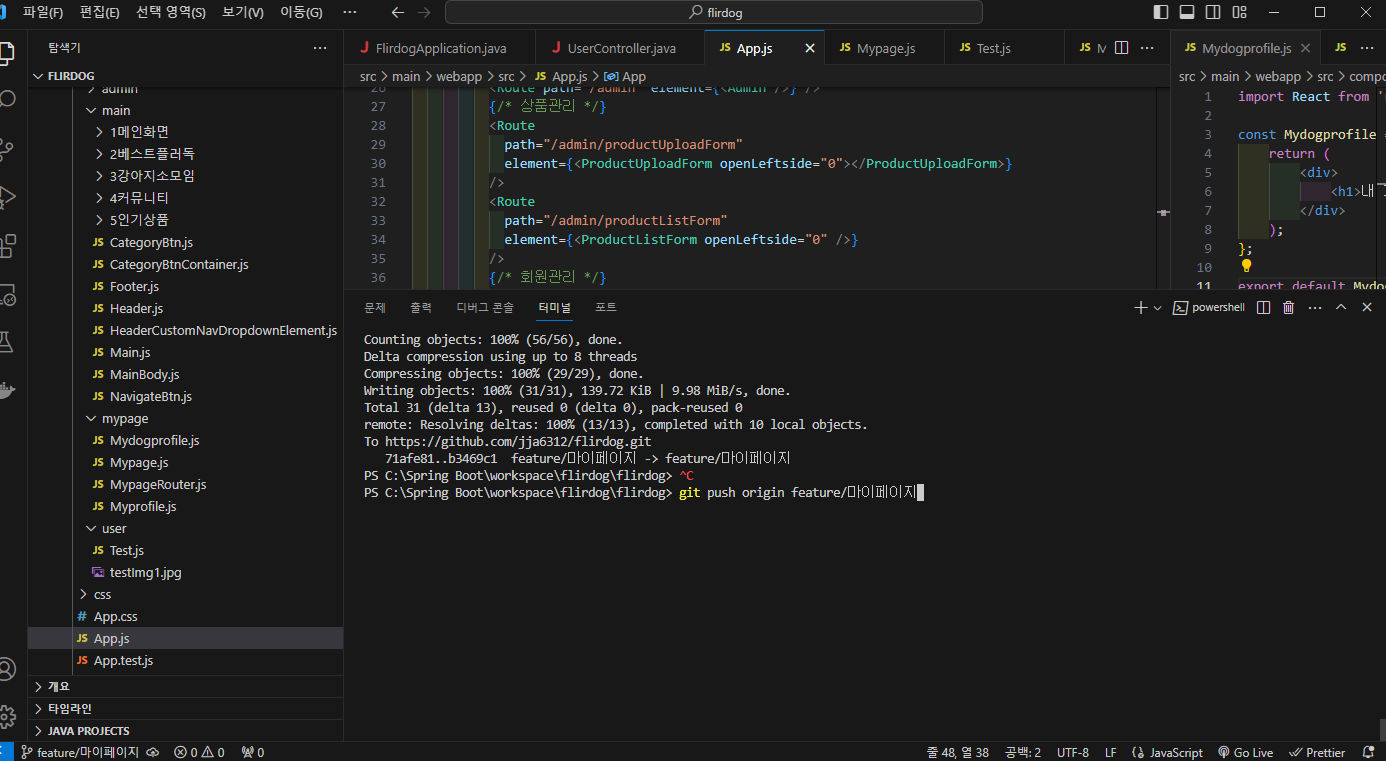 파일(F) 편집(E) 선택 영역(S) 보기(V) 이동(G) ··· flirdog
탐색기 ···
FLIRDOG
admin
main
1메인화면
2베스트플러독
3강아지소모임
4커뮤니티
5인기상품
JS CategoryBtn.js
JS CategoryBtnContainer.js
JS Footer.js
JS Header.js
JS HeaderCustomNavDropdownElement.js
JS Main.js
JS MainBody.js
JS NavigateBtn.js
mypage
JS Mydogprofile.js
JS Mypage.js
JS MypageRouter.js
JS Myprofile.js
user
JS Test.js
testImg1.jpg
css
# App.css
JS App.js
JS App.test.js
개요
타임라인
JAVA PROJECTS
J FlirdogApplication.java J UserController.java JS App.js JS Mypage.js JS Test.js JS M ···
src > main > webapp > src > JS App.js > App
26 <Route path="/admin" element={<Admin />} />
27 {/* 상품관리 */}
28 <Route
29 path="/admin/productUploadForm"
30 element={<ProductUploadForm openLeftside="0"></ProductUploadForm>}
31 />
32 <Route
33 path="/admin/productListForm"
34 element={<ProductListForm openLeftside="0" />}
35 />
36 {/* 회원관리 */}
JS Mydogprofile.js JS ···
src > main > webapp > src > compo
1 import React from '
2
3 const Mydogprofile =
4 return (
5 <div>
6 <h1>내
7 </div>
8 );
9 };
10
11 export default Mydog
문제 출력 디버그 콘솔 터미널 포트 powershell ···
Counting objects: 100% (56/56), done.
Delta compression using up to 8 threads
Compressing objects: 100% (29/29), done.
Writing objects: 100% (31/31), 139.72 KiB | 9.98 MiB/s, done.
Total 31 (delta 13), reused 0 (delta 0), pack-reused 0
remote: Resolving deltas: 100% (13/13), completed with 10 local objects.
To https://github.com/jja6312/flirdog.git
71afe81..b3469c1 feature/마이페이지 -> feature/마이페이지
PS C:\Spring Boot\workspace\flirdog\flirdog> ^C
PS C:\Spring Boot\workspace\flirdog\flirdog> git push origin feature/마이페이지
feature/마이페이지 0 0 0 줄 48, 열 38 공백: 2 UTF-8 LF {} JavaScript Go Live Prettier